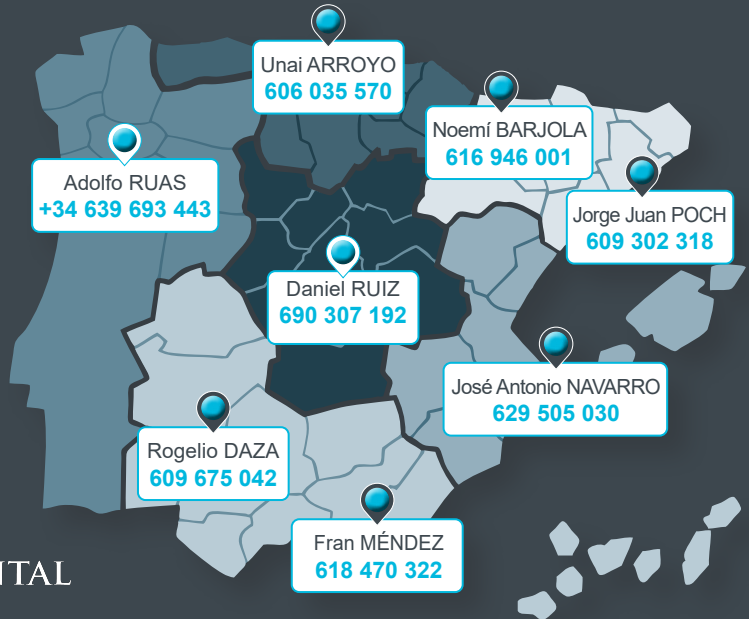 Unai ARROYO
606 035 570
Noemí BARJOLA
616 946 001
Adolfo RUAS
+34 639 693 443
Jorge Juan POCH
609 302 318
Daniel RUIZ
690 307 192
José Antonio NAVARRO
629 505 030
Rogelio DAZA
609 675 042
Fran MÉNDEZ
618 470 322